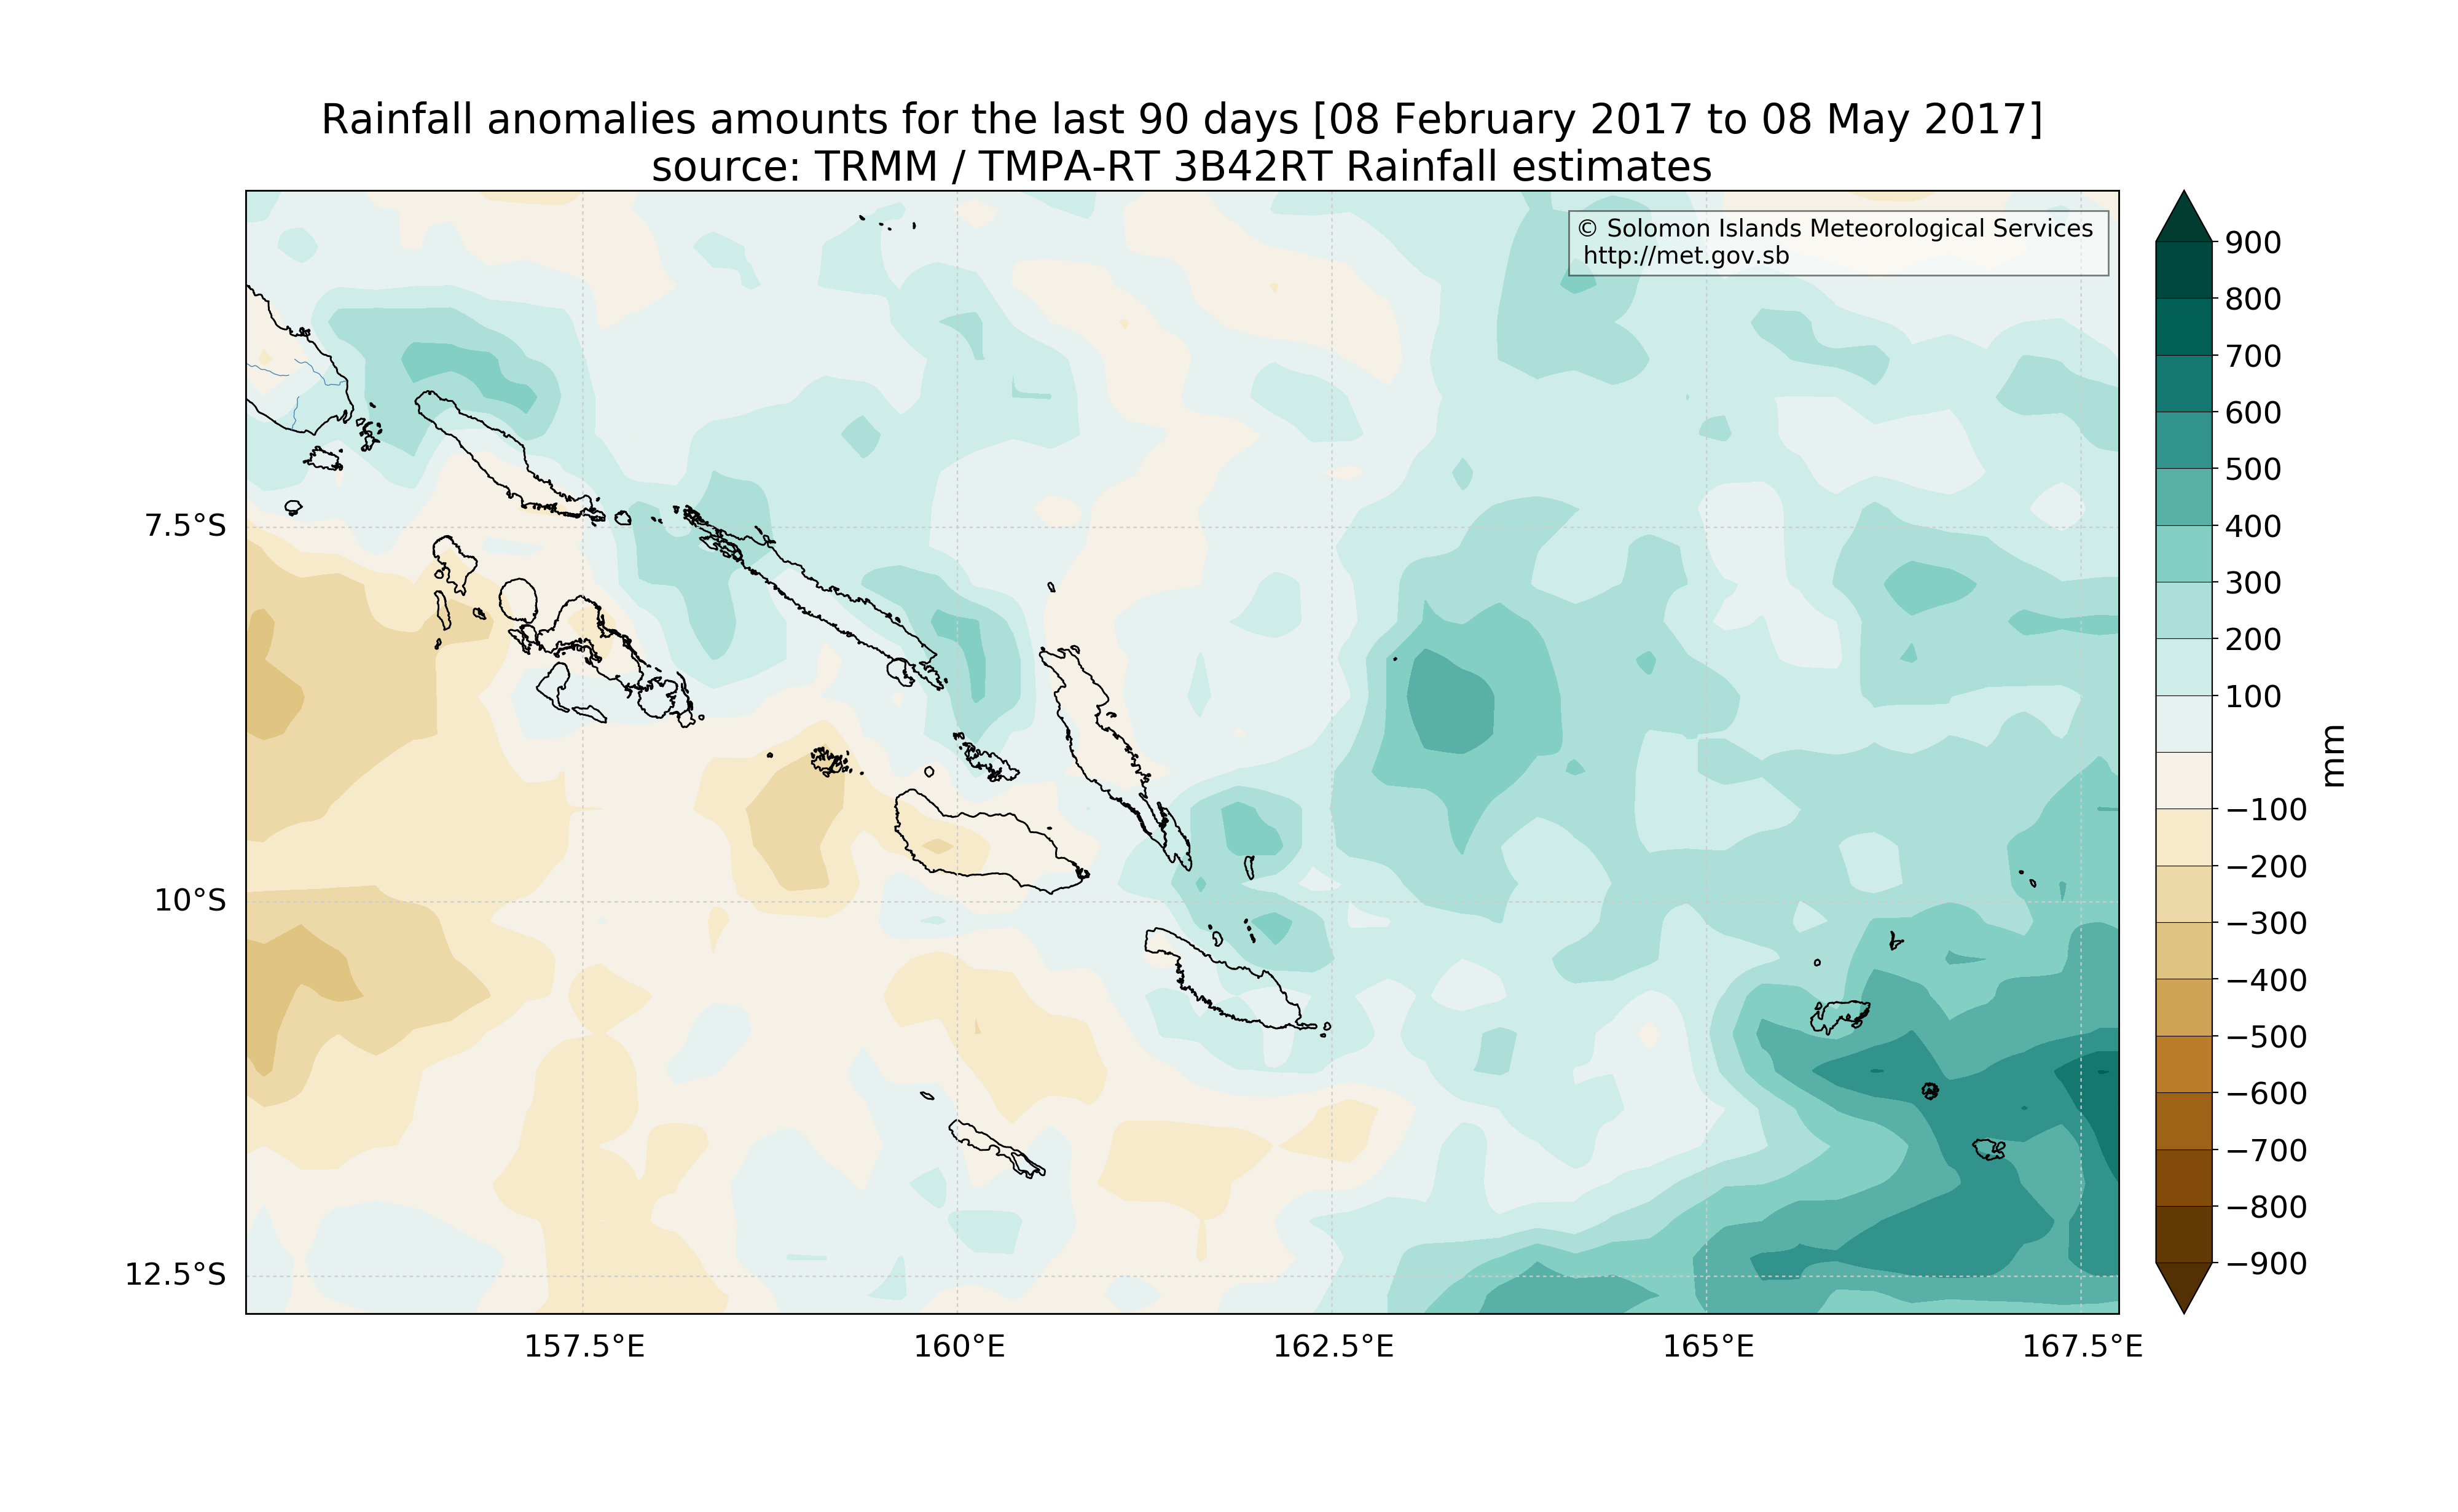 Rainfall anomalies amounts for the last 90 days [08 February 2017 to 08 May 2017]
source: TRMM / TMPA-RT 3B42RT Rainfall estimates
© Solomon Islands Meteorological Services
http://met.gov.sb
7.5°S
10°S
12.5°S
157.5°E
160°E
162.5°E
165°E
167.5°E
900
800
700
600
500
400
300
200
100
−100
−200
−300
−400
−500
−600
−700
−800
−900
mm